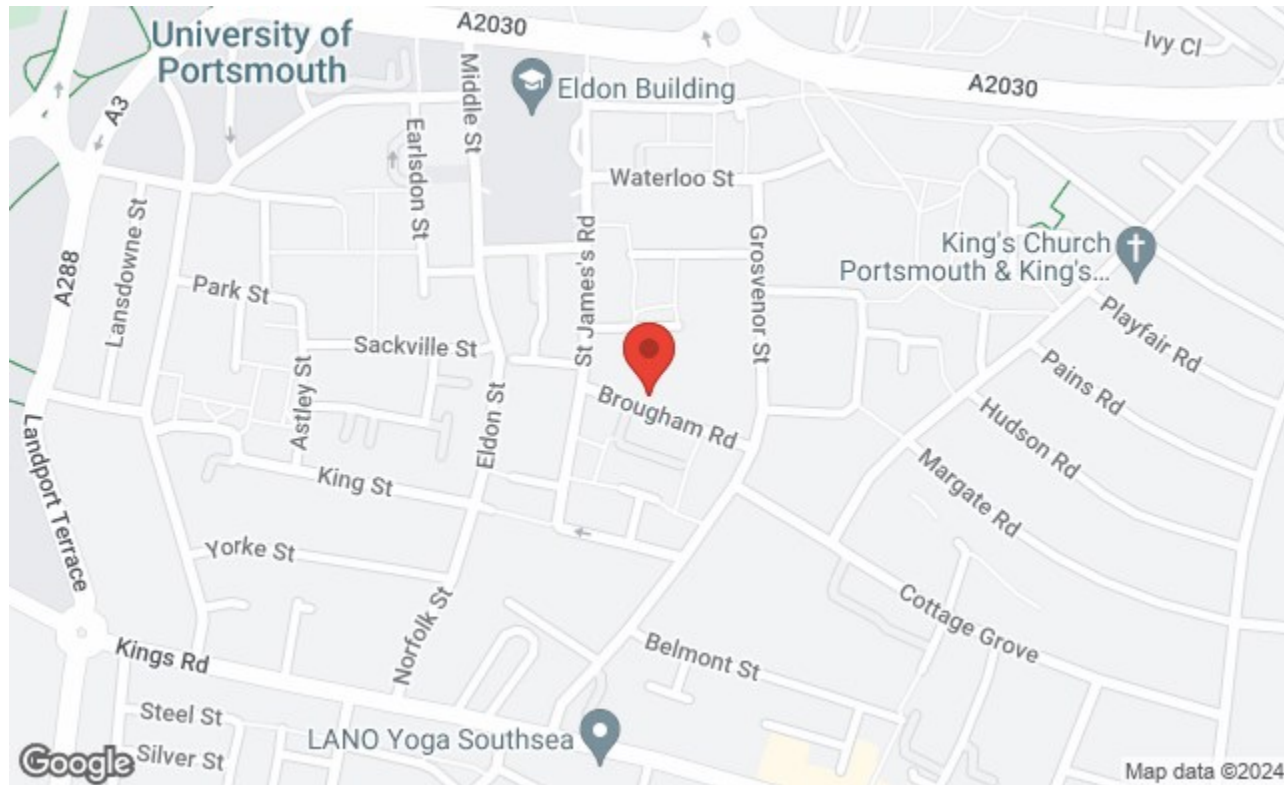 University of
Portsmouth
A2030
Ivy Cl
A3
Middle St
Eldon Building
A2030
Earlsdon St
Waterloo St
Lansdowne St
St James's Rd
Grosvenor St
King's Church
Portsmouth & King's...
A288
Park St
Sackville St
Playfair Rd
Astley St
Pains Rd
Brougham Rd
Hudson Rd
Eldon St
Landport Terrace
King St
Margate Rd
Yorke St
Norfolk St
Cottage Grove
Belmont St
Kings Rd
Steel St
LANO Yoga Southsea
Silver St
Google
Map data ©2024